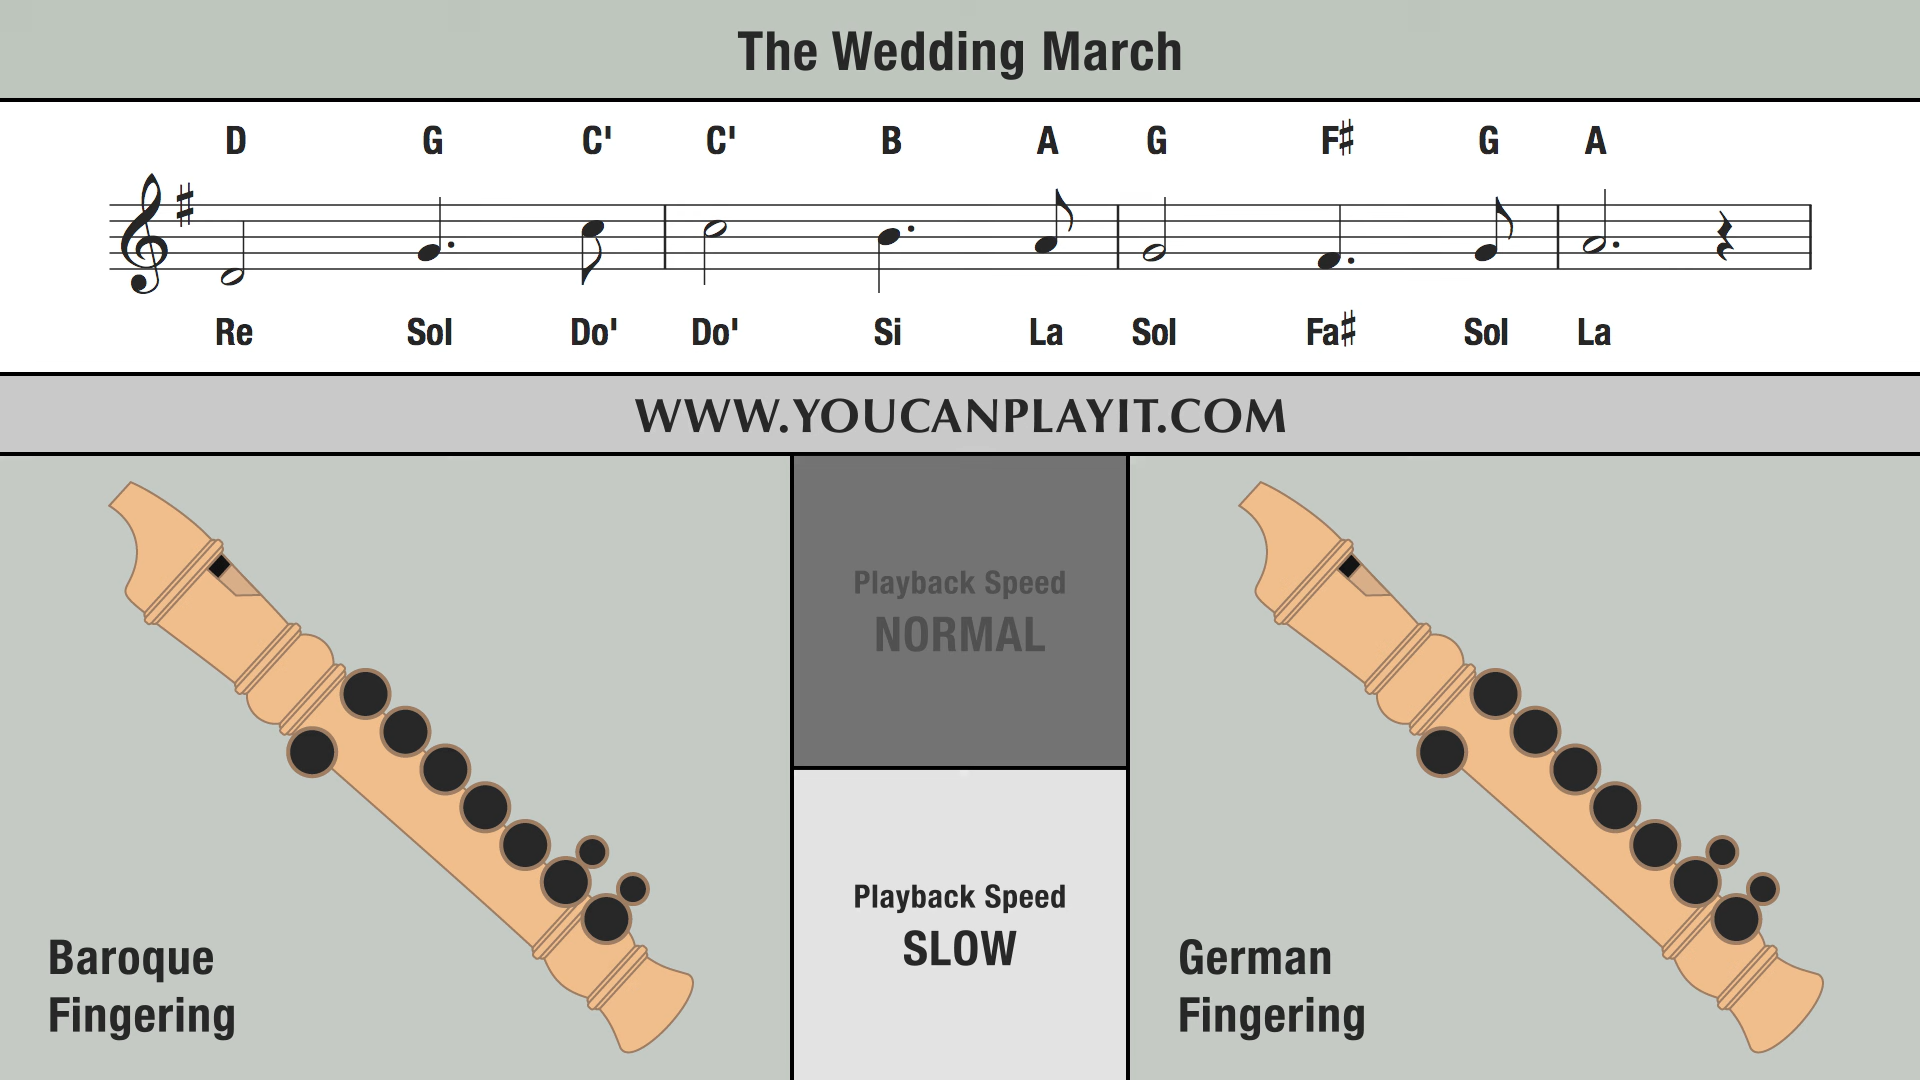 The Wedding March
D G C' C' B A G F♯ G A
Re Sol Do' Do' Si La Sol Fa♯ Sol La
WWW.YOUCANPLAYIT.COM
Playback Speed
NORMAL
Playback Speed
SLOW
Baroque
Fingering
German
Fingering